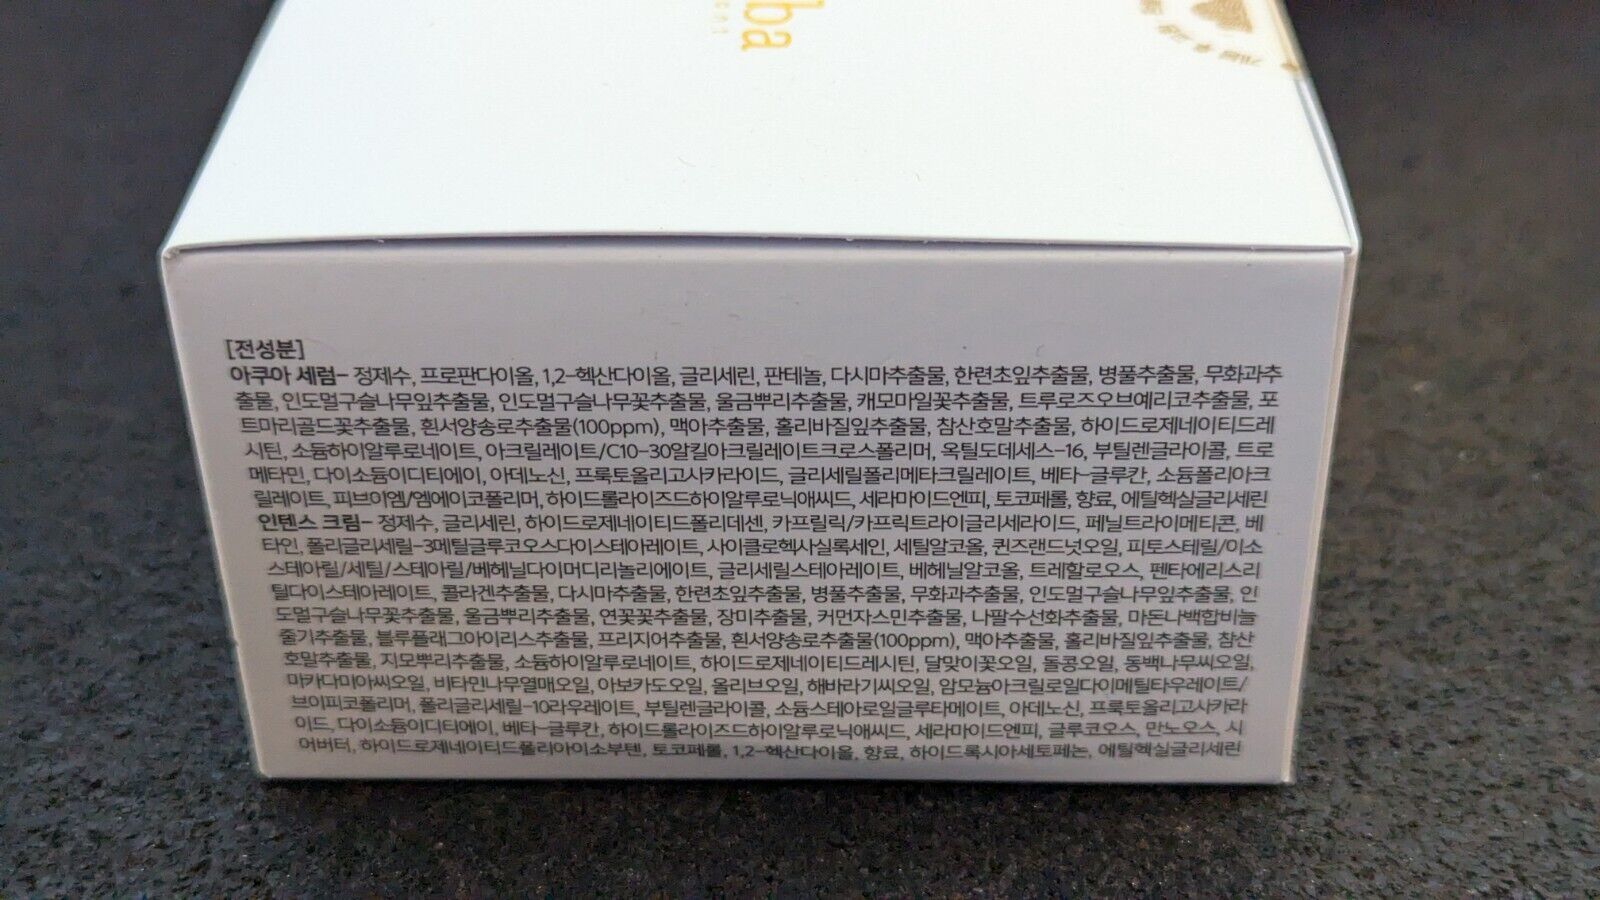 ba
[전성분]
아쿠아 세럼- 정제수, 프로판다이올, 1,2-헥산다이올, 글리세린, 판테놀, 다시마추출물, 한련초잎추출물, 병풀추출물, 무화과추
출물, 인도멀구슬나무잎추출물, 인도멀구슬나무꽃추출물, 울금뿌리추출물, 캐모마일꽃추출물, 트루로즈오브예리코추출물, 포
트마리골드꽃추출물, 흰서양송로추출물(100ppm), 맥아추출물, 홀리바질잎추출물, 참산호말추출물, 하이드로제네이티드레
시틴, 소듐하이알루로네이트, 아크릴레이트/C10-30알킬아크릴레이트크로스폴리머, 옥틸도데세스-16, 부틸렌글라이콜, 트로
메타민, 다이소듐이디티에이, 아데노신, 프룩토올리고사카라이드, 글리세릴폴리메타크릴레이트, 베타-글루칸, 소듐폴리아크
릴레이트, 피브이엠/엠에이코폴리머, 하이드롤라이즈드하이알루로닉애씨드, 세라마이드엔피, 토코페롤, 향료, 에틸헥실글리세린
인텐스 크림- 정제수, 글리세린, 하이드로제네이티드폴리데센, 카프릴릭/카프릭트라이글리세라이드, 페닐트라이메티콘, 베
타인, 폴리글리세릴-3메틸글루코오스다이스테아레이트, 사이클로헥사실록세인, 세틸알코올, 퀸즈랜드넛오일, 피토스테릴/이소
스테아릴/세틸/스테아릴/베헤닐다이머디리놀리에이트, 글리세릴스테아레이트, 베헤닐알코올, 트레할로오스, 펜타에리스리
틸다이스테아레이트, 콜라겐추출물, 다시마추출물, 한련초잎추출물, 병풀추출물, 무화과추출물, 인도멀구슬나무잎추출물, 인
도멀구슬나무꽃추출물, 울금뿌리추출물, 연꽃꽃추출물, 장미추출물, 커먼자스민추출물, 나팔수선화추출물, 마돈나백합비늘
줄기추출물, 블루플래그아이리스추출물, 프리지어추출물, 흰서양송로추출물(100ppm), 맥아추출물, 홀리바질잎추출물, 참산
호말추출물, 지모뿌리추출물, 소듐하이알루로네이트, 하이드로제네이티드레시틴, 달맞이꽃오일, 돌콩오일, 동백나무씨오일,
마카다미아씨오일, 비타민나무열매오일, 아보카도오일, 올리브오일, 해바라기씨오일, 암모늄아크릴로일다이메틸타우레이트/
브이피코폴리머, 폴리글리세릴-10라우레이트, 부틸렌글라이콜, 소듐스테아로일글루타메이트, 아데노신, 프룩토올리고사카라
이드, 다이소듐이디티에이, 베타-글루칸, 하이드롤라이즈드하이알루로닉애씨드, 세라마이드엔피, 글루코오스, 만노오스, 시
어버터, 하이드로제네이티드폴리아이소부텐, 토코페롤, 1,2-헥산다이올, 향료, 하이드록시아세토페논, 에틸헥실글리세린